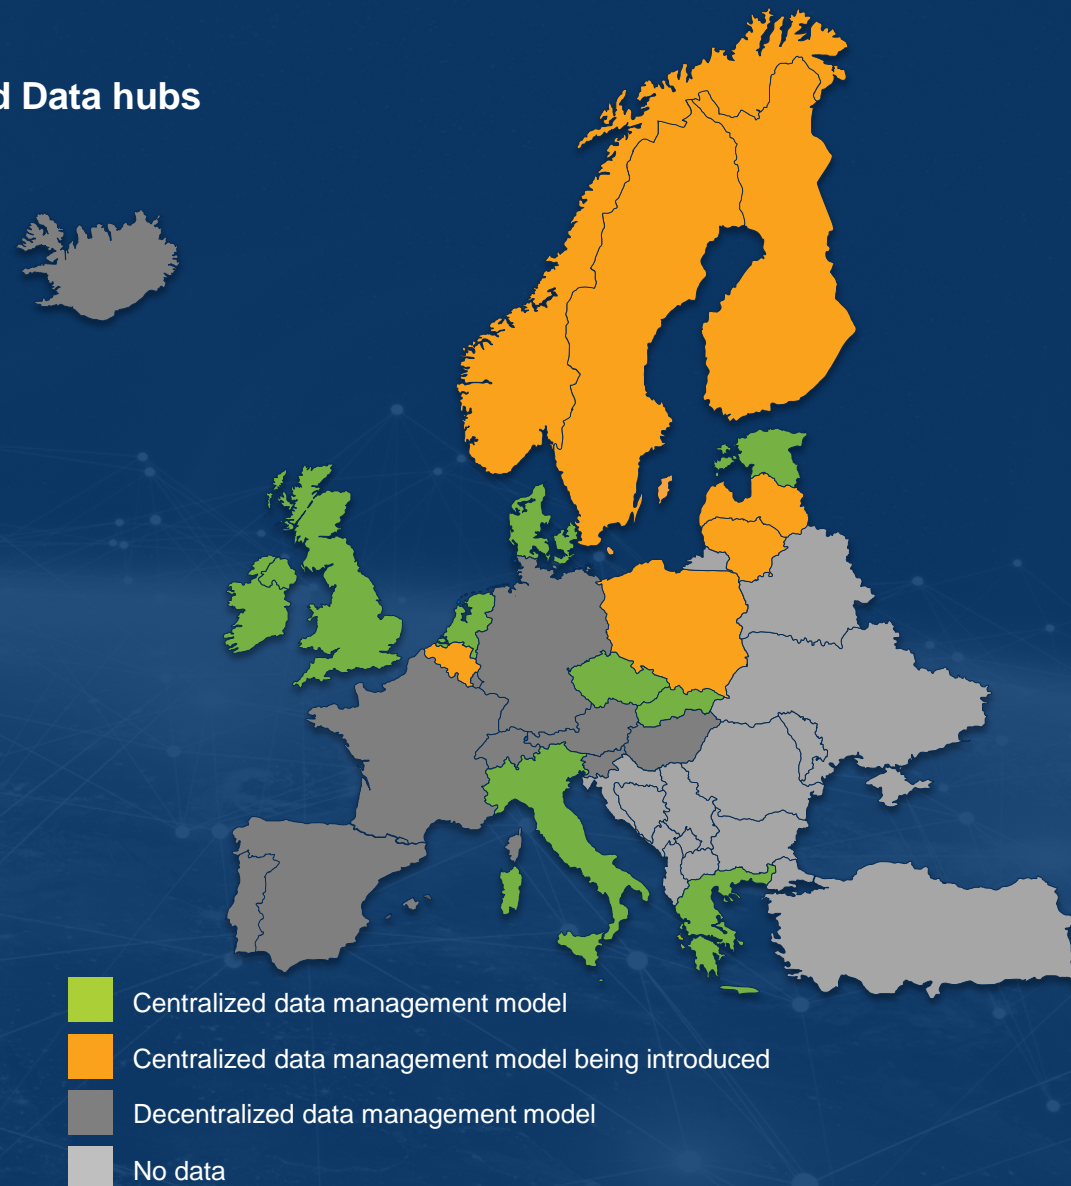 d Data hubs
Centralized data management model
Centralized data management model being introduced
Decentralized data management model
No data